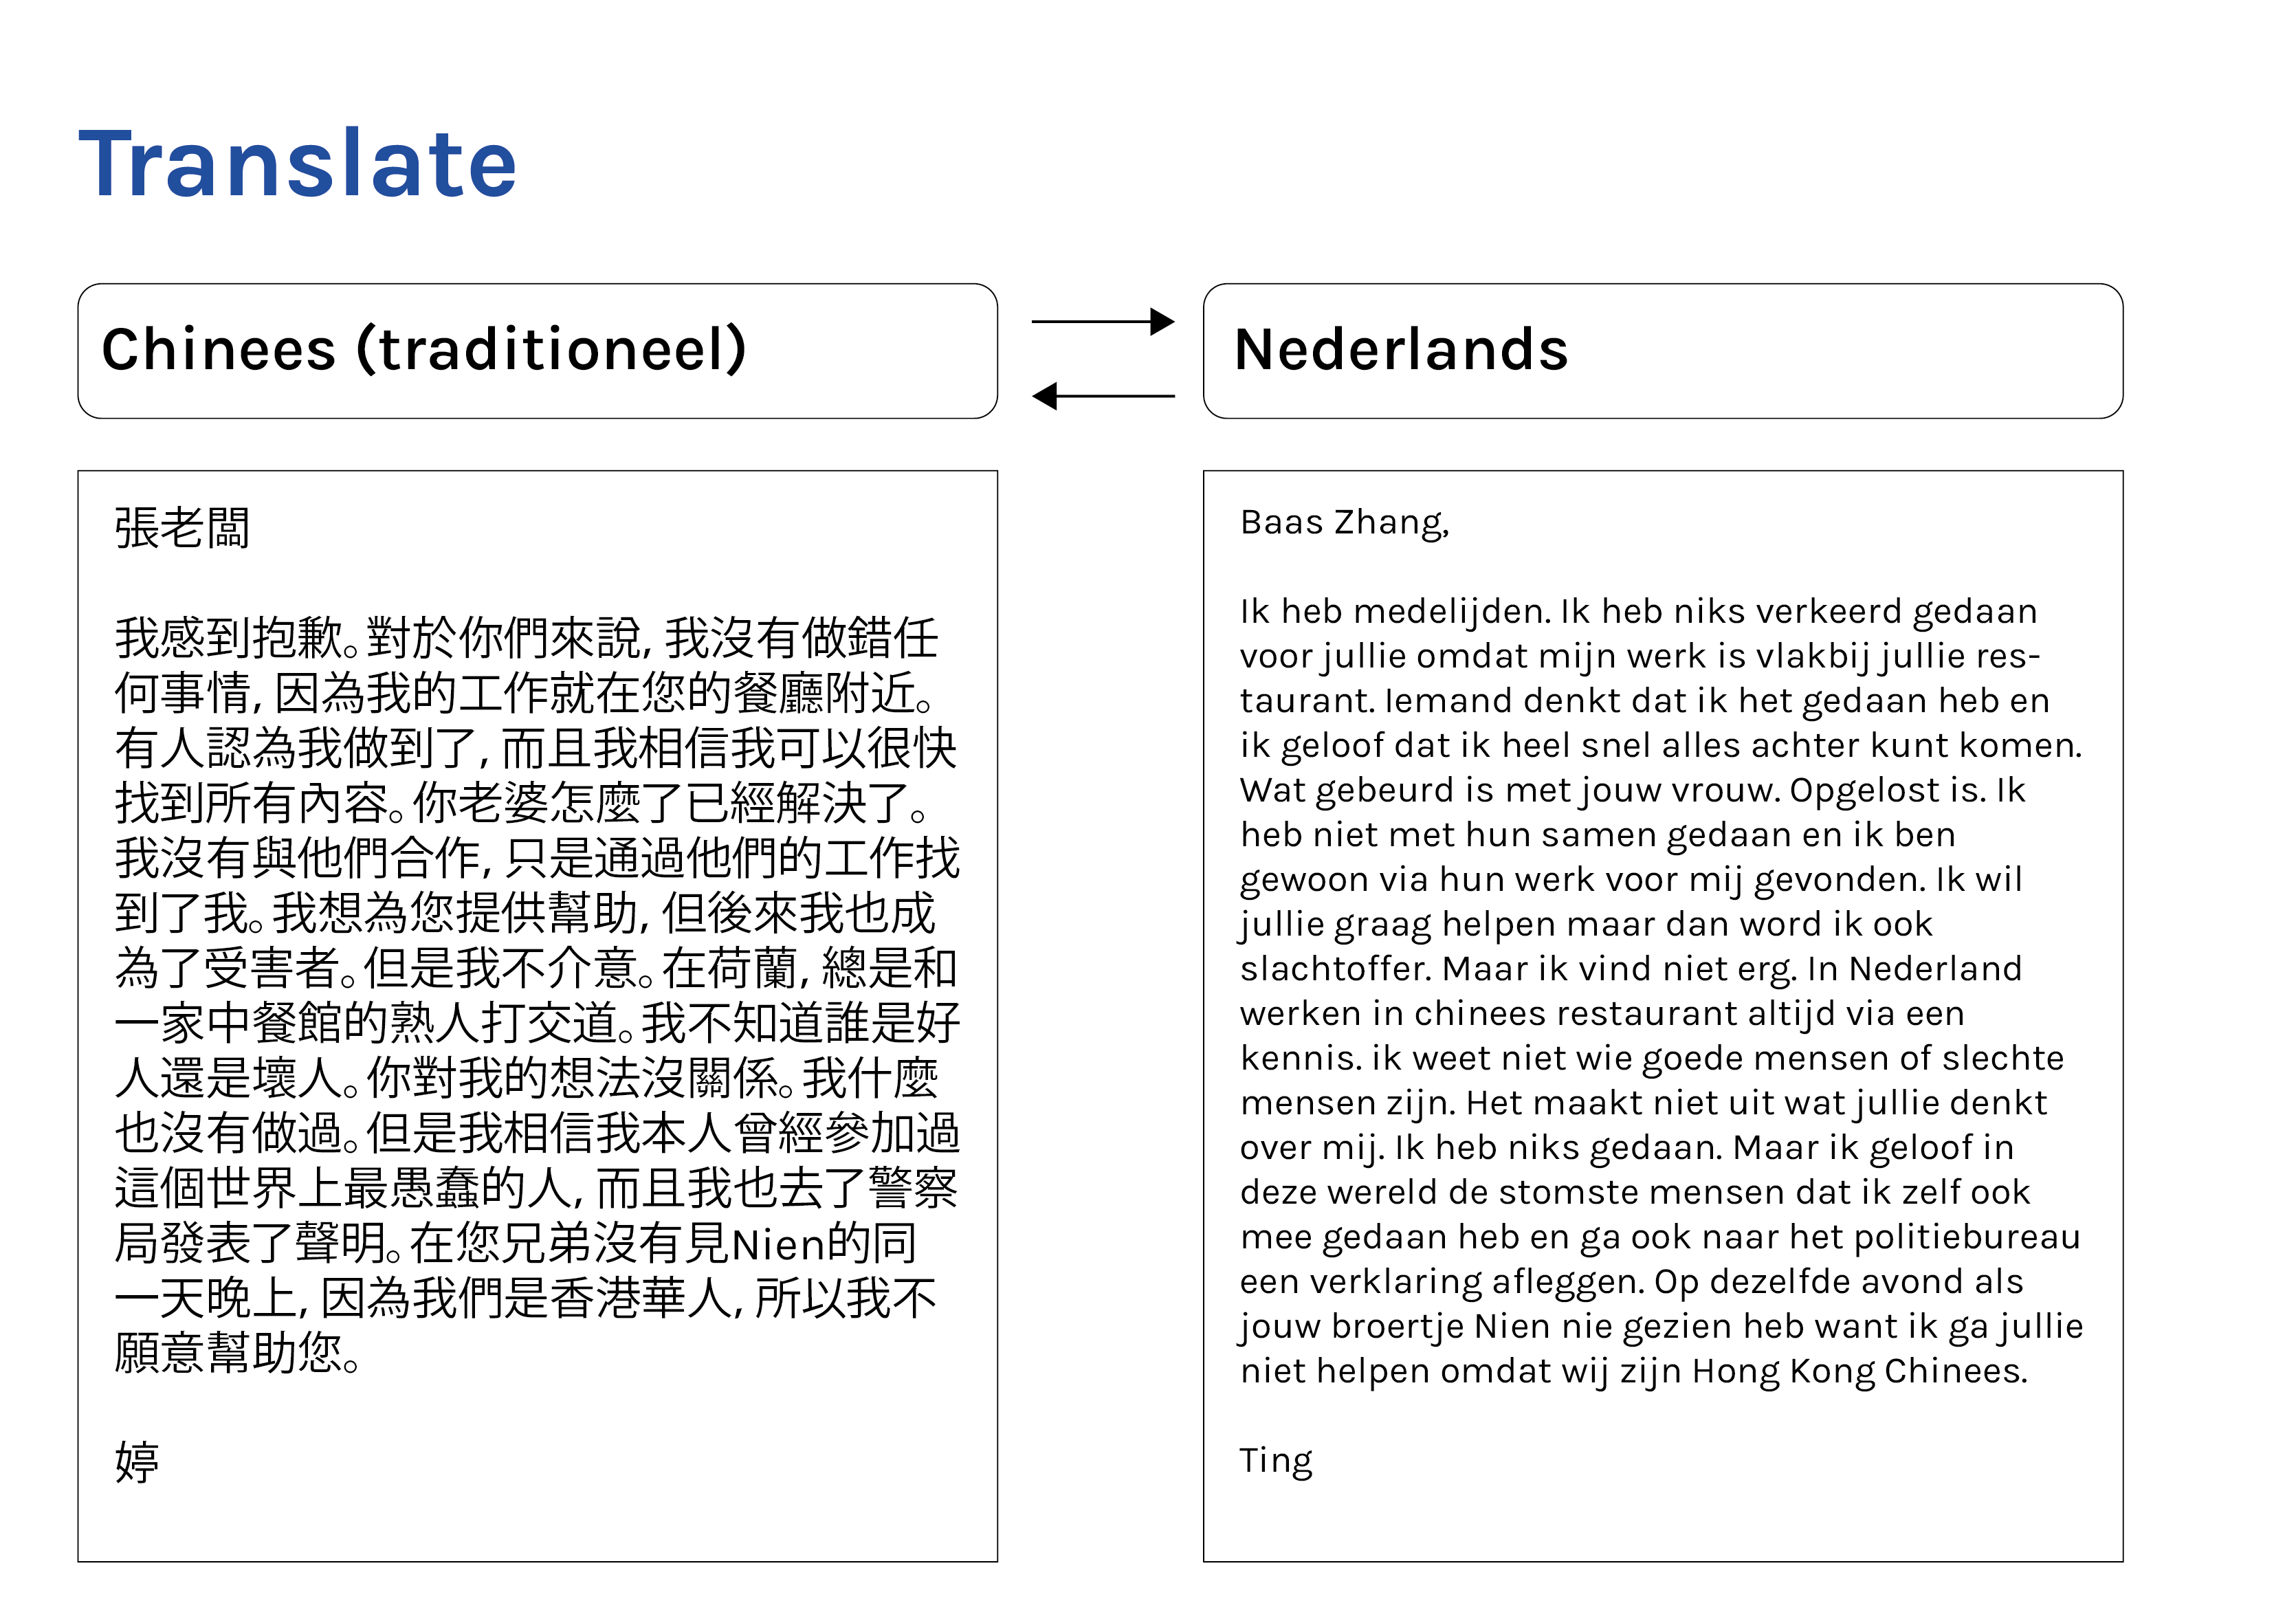 Translate
Chinees (traditioneel)
Nederlands
張老闆
我感到抱歉。對於你們來說, 我沒有做錯任
何事情, 因為我的工作就在您的餐廳附近。
有人認為我做到了, 而且我相信我可以很快
找到所有內容。你老婆怎麼了已經解決了。
我沒有與他們合作, 只是通過他們的工作找
到了我。我想為您提供幫助, 但後來我也成
為了受害者。但是我不介意。在荷蘭, 總是和
一家中餐館的熟人打交道。我不知道誰是好
人還是壞人。你對我的想法沒關係。我什麼
也沒有做過。但是我相信我本人曾經參加過
這個世界上最愚蠢的人, 而且我也去了警察
局發表了聲明。在您兄弟沒有見Nien的同
一天晚上, 因為我們是香港華人, 所以我不
願意幫助您。
婷
Baas Zhang,
Ik heb medelijden. Ik heb niks verkeerd gedaan
voor jullie omdat mijn werk is vlakbij jullie res-
taurant. Iemand denkt dat ik het gedaan heb en
ik geloof dat ik heel snel alles achter kunt komen.
Wat gebeurd is met jouw vrouw. Opgelost is. Ik
heb niet met hun samen gedaan en ik ben
gewoon via hun werk voor mij gevonden. Ik wil
jullie graag helpen maar dan word ik ook
slachtoffer. Maar ik vind niet erg. In Nederland
werken in chinees restaurant altijd via een
kennis. ik weet niet wie goede mensen of slechte
mensen zijn. Het maakt niet uit wat jullie denkt
over mij. Ik heb niks gedaan. Maar ik geloof in
deze wereld de stomste mensen dat ik zelf ook
mee gedaan heb en ga ook naar het politiebureau
een verklaring afleggen. Op dezelfde avond als
jouw broertje Nien nie gezien heb want ik ga jullie
niet helpen omdat wij zijn Hong Kong Chinees.
Ting